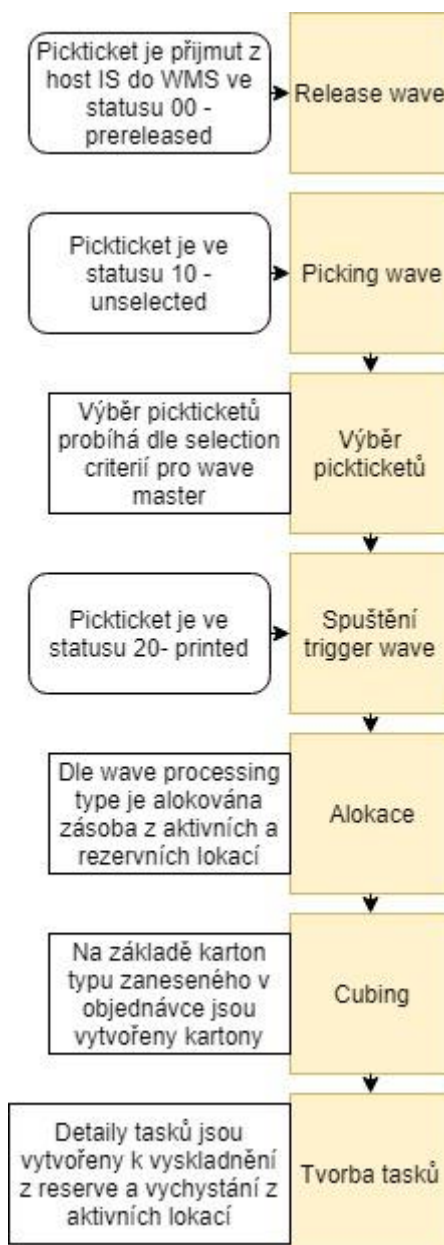 Pickticket je přijmut z
host IS do WMS ve
statusu 00 -
prereleased
Release wave
Pickticket je ve
statusu 10 -
unselected
Picking wave
Výběr pickticketů
probíhá dle selection
criterií pro wave
master
Výběr
pickticketů
Pickticket je ve
statusu 20- printed
Spuštění
trigger wave
Dle wave processing
type je alokována
zásoba z aktivních a
rezervních lokací
Alokace
Na základě karton
typu zaneseného v
objednávce jsou
vytvořeny kartony
Cubing
Detaily tasků jsou
vytvořeny k vyskladnění
z reserve a vychystání z
aktivních lokací
Tvorba tasků